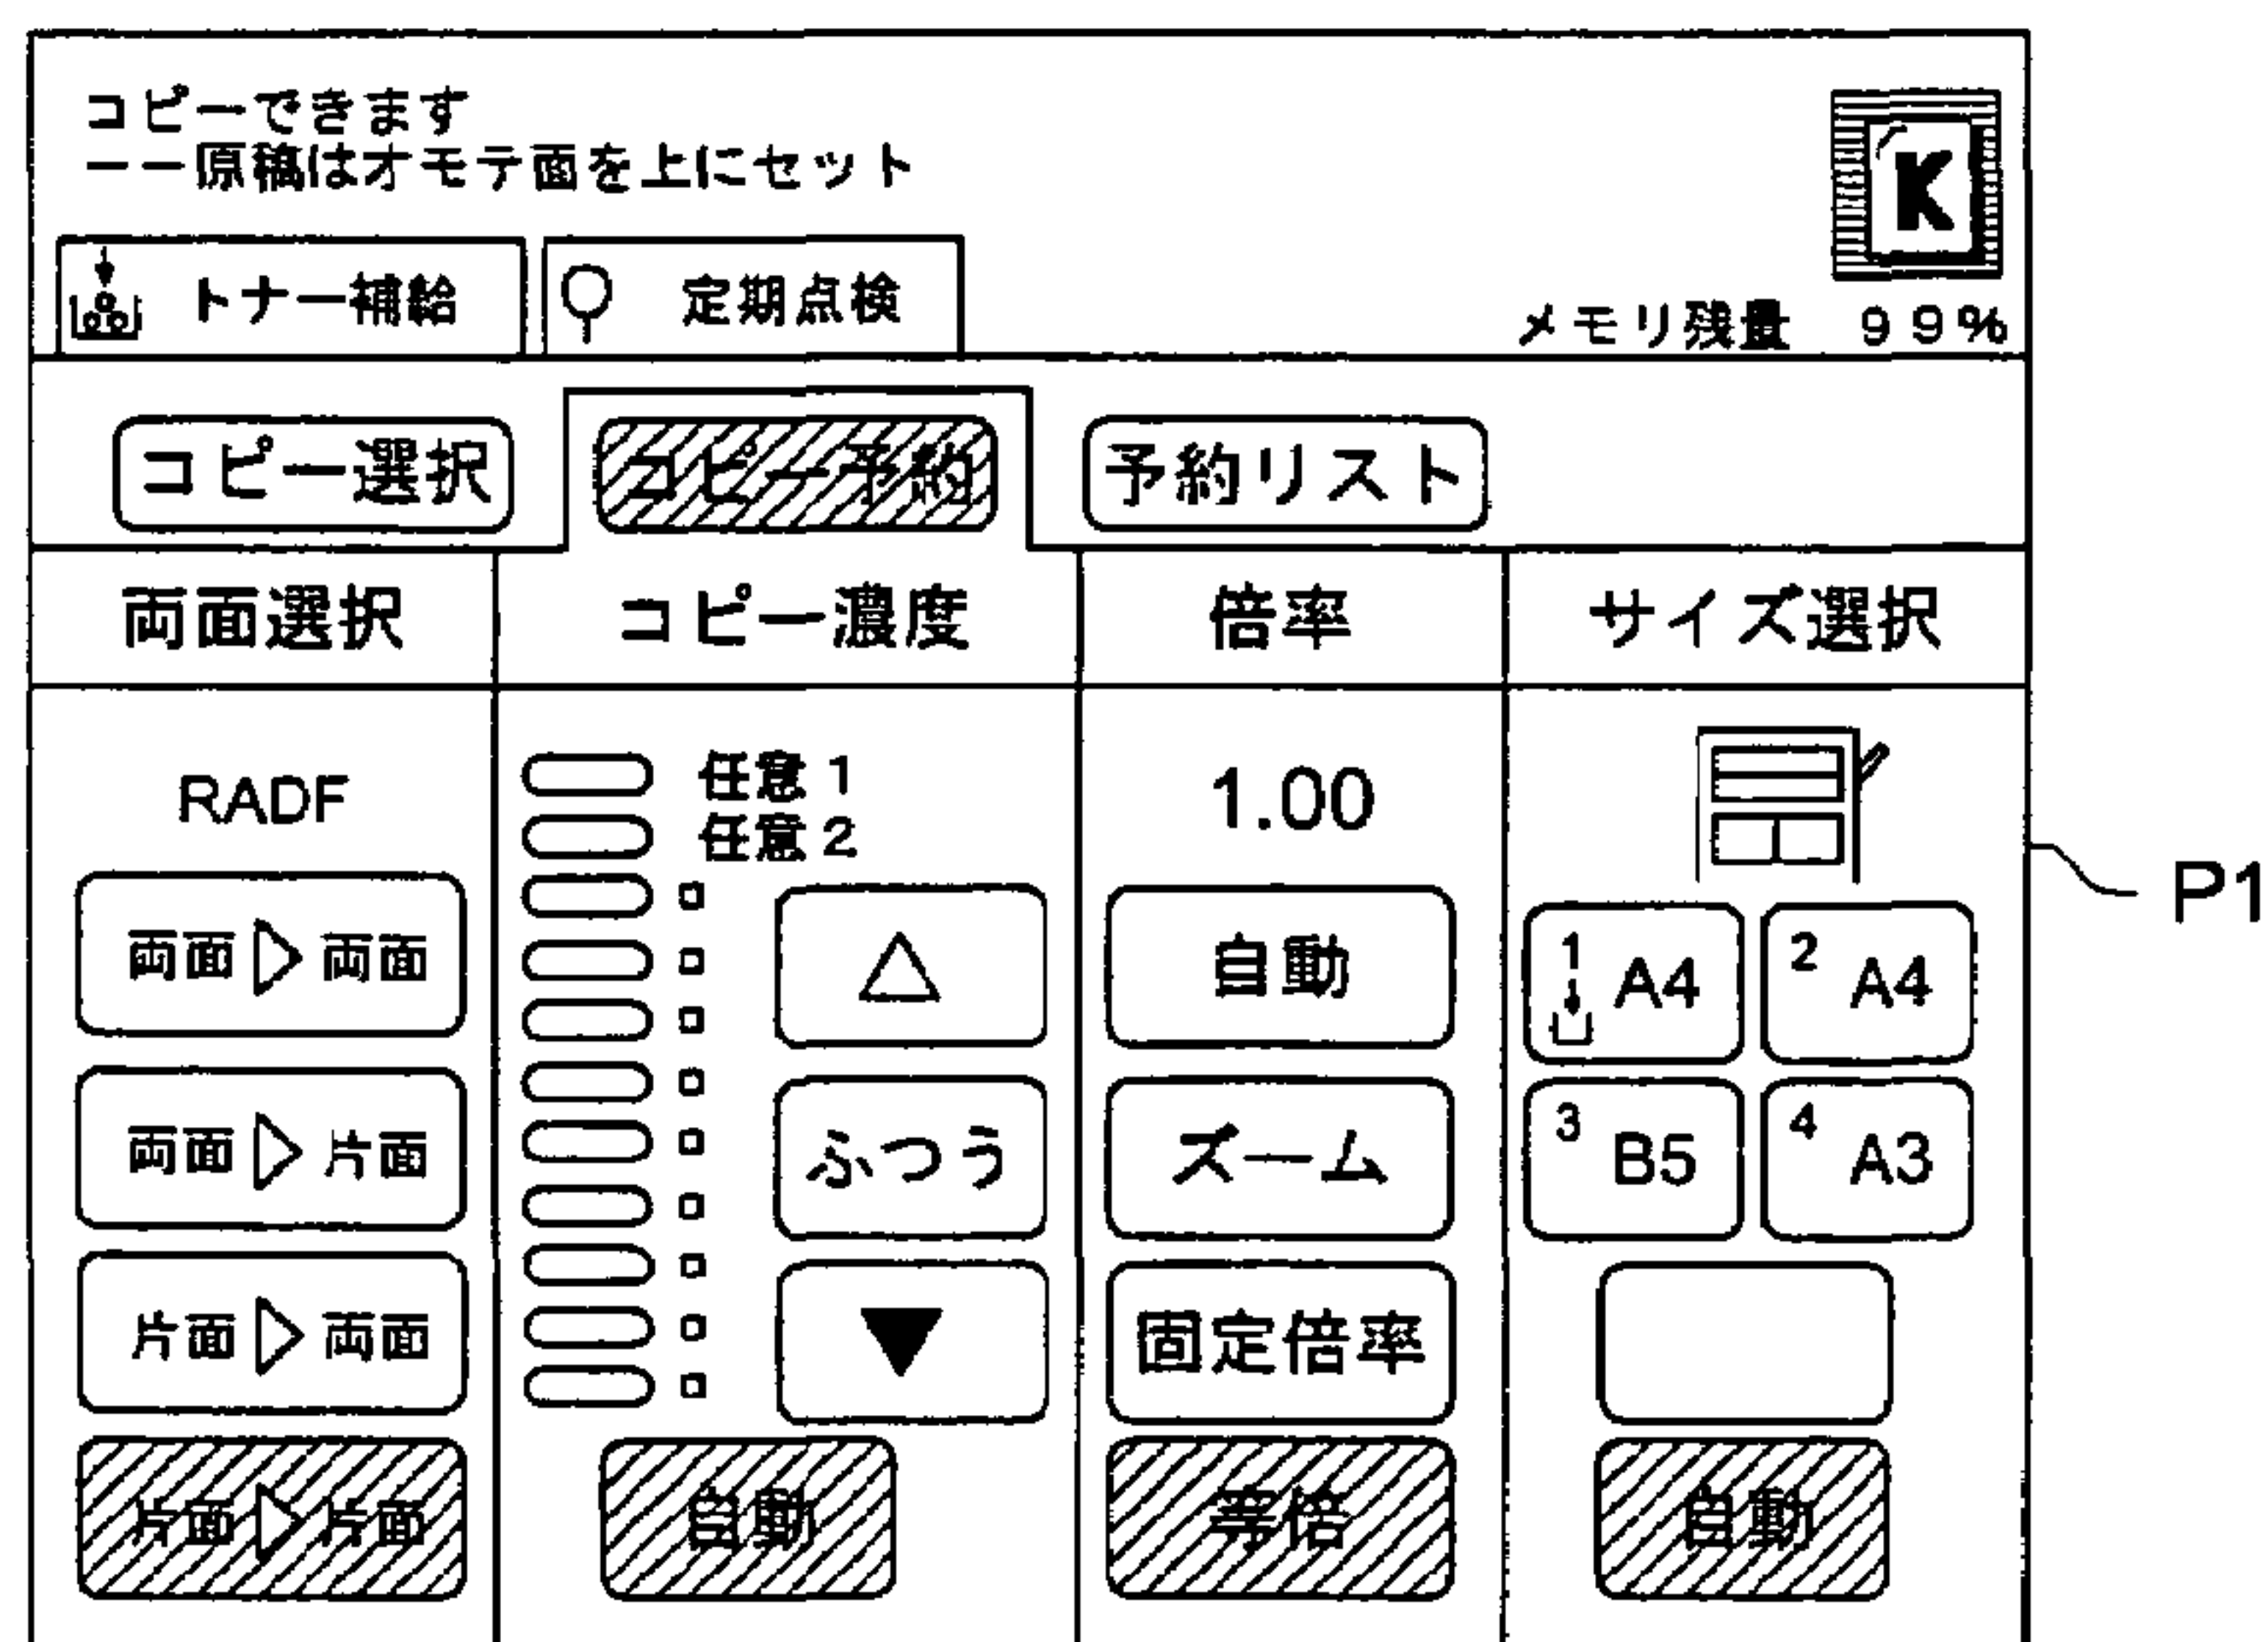 コピーできます
ーー原稿はオモテ面を上にセット
K
トナー補給 定期点検
メモリ残量 99%
コピー選択 コピー予約 予約リスト
両面選択 コピー濃度 倍率 サイズ選択
RADF
両面▷両面
両面▷片面
片面▷両面
片面▷片面
任意1
任意2
△
ふつう
▼
自動
1.00
自動
ズーム
固定倍率
等倍
1 A4
2 A4
3 B5
4 A3
自動
P1